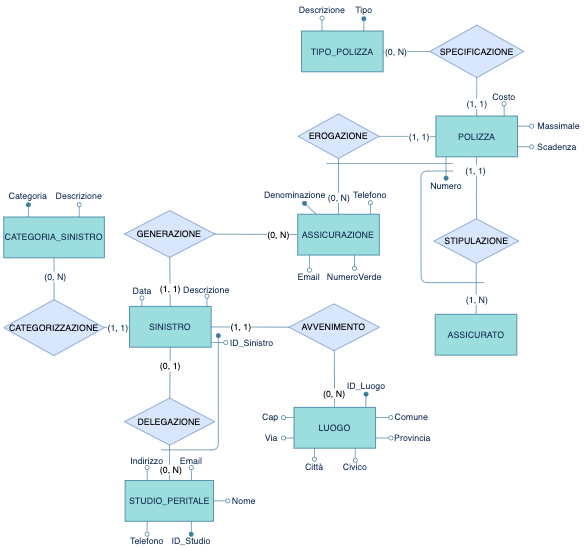 Descrizione
Tipo
TIPO_POLIZZA
(0, N)
SPECIFICAZIONE
(1, 1)
Costo
EROGAZIONE
(1, 1)
POLIZZA
Massimale
Scadenza
(1, 1)
Numero
Categoria
Descrizione
Denominazione
(0, N)
Telefono
CATEGORIA_SINISTRO
GENERAZIONE
(0, N)
ASSICURAZIONE
STIPULAZIONE
(0, N)
Email
NumeroVerde
(1, 1)
Data
Descrizione
(1, N)
CATEGORIZZAZIONE
(1, 1)
SINISTRO
(1, 1)
AVVENIMENTO
ASSICURATO
ID_Sinistro
(0, 1)
ID_Luogo
(0, N)
Cap
Comune
DELEGAZIONE
LUOGO
Via
Provincia
Indirizzo
Email
(0, N)
Città
Civico
STUDIO_PERITALE
Nome
Telefono
ID_Studio